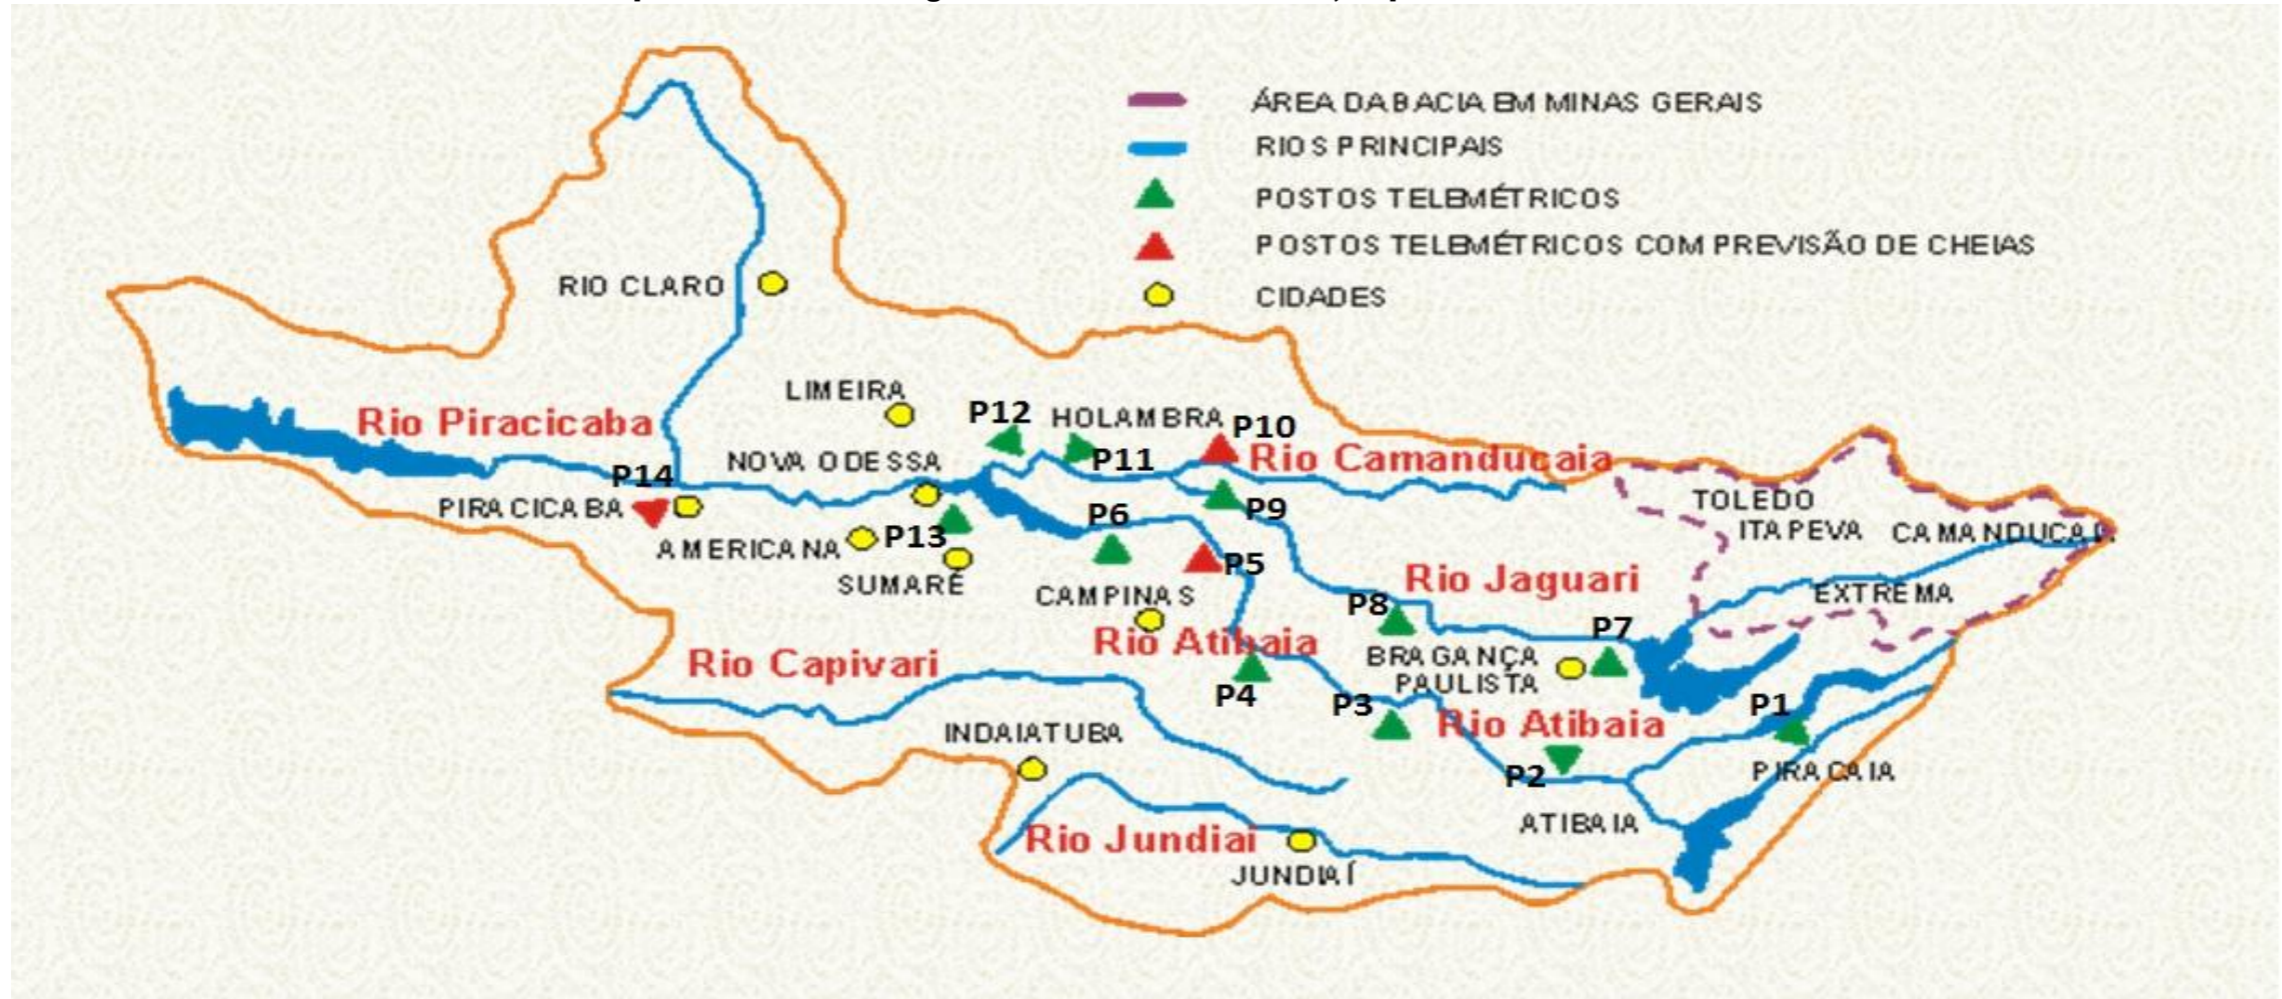 ÁREA DA BACIA EM MINAS GERAIS
RIOS PRINCIPAIS
POSTOS TELEMÉTRICOS
POSTOS TELEMÉTRICOS COM PREVISÃO DE CHEIAS
CIDADES
RIO CLARO
LIMEIRA
P12
HOLAMBRA
P10
Rio Piracicaba
P11
Rio Camanducaia
NOVA ODESSA
P14
PIRACICABA
P9
P6
TOLEDO
ITAPEVA
CAMANDUCAI
AMERICANA
P13
P5
SUMARÉ
CAMPINAS
Rio Jaguari
EXTREMA
P8
P7
Rio Atibaia
BRAGANÇA
PAULISTA
Rio Capivari
P4
P3
Rio Atibaia
P1
INDAIATUBA
P2
PIRACAIA
ATIBAIA
Rio Jundiai
JUNDIAÍ